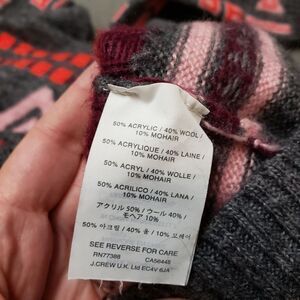 50% ACRYLIC / 40% WOOL /
10% MOHAIR
50% ACRYLIQUE / 40% LAINE /
10% MOHAIR
50% ACRYL / 40% WOLLE /
10% MOHAIR
50% ACRILICO / 40% LANA /
10% MOHAIR
アクリル 50% / ウール 40% /
モヘア 10%
50% 아크릴 / 40% 울 / 10% 모헤어
SEE REVERSE FOR CARE
RN77388 CA56448
J.CREW U.K. Ltd EC4V 6JA